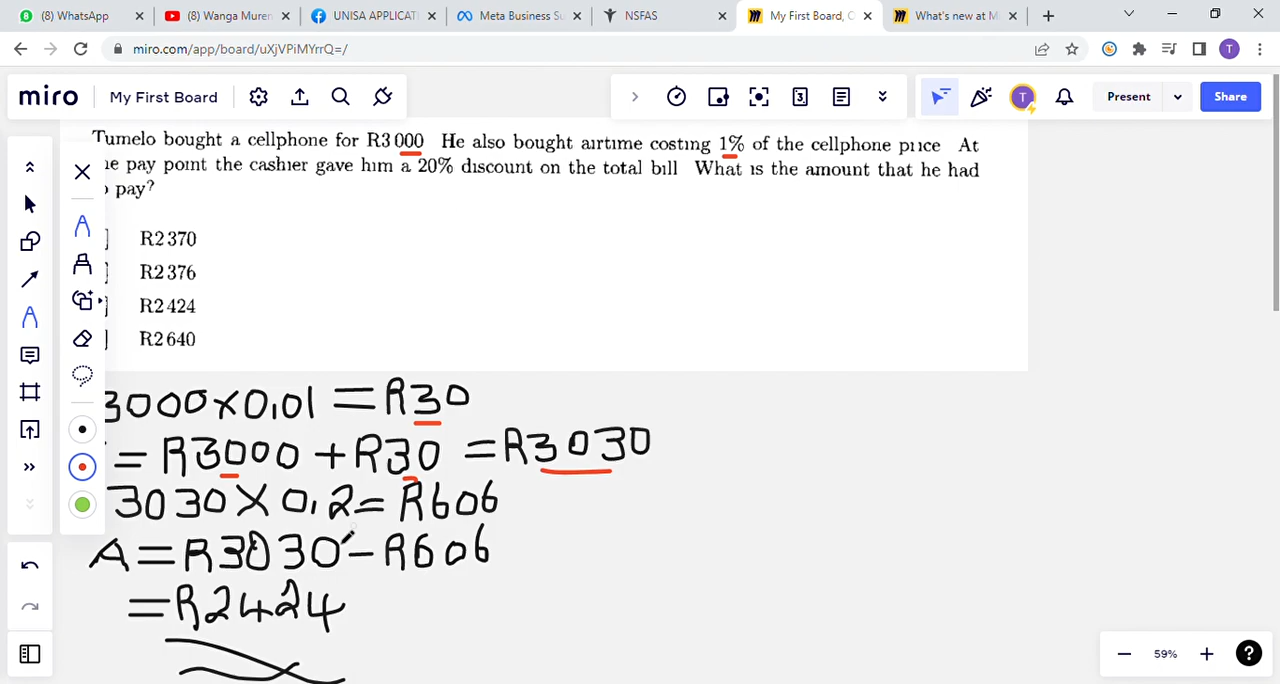 (8) WhatsApp
(8) Wanga Muren
UNISA APPLICATI
Meta Business Su
NSFAS
My First Board, O
What's new at Mi
miro.com/app/board/uXjVPiMYrrQ=/
T
miro
My First Board
3
T
Present
Share
Tumelo bought a cellphone for R3 000 He also bought airtime costing 1% of the cellphone price At
he pay point the cashier gave him a 20% discount on the total bill What is the amount that he had
o pay?
] R2 370
] R2 376
] R2 424
] R2 640
3000×0,01 = R30
= R3000 + R30 = R3030
3030 × 0,2 = R606
A = R3030 - R606
= R2424
59%